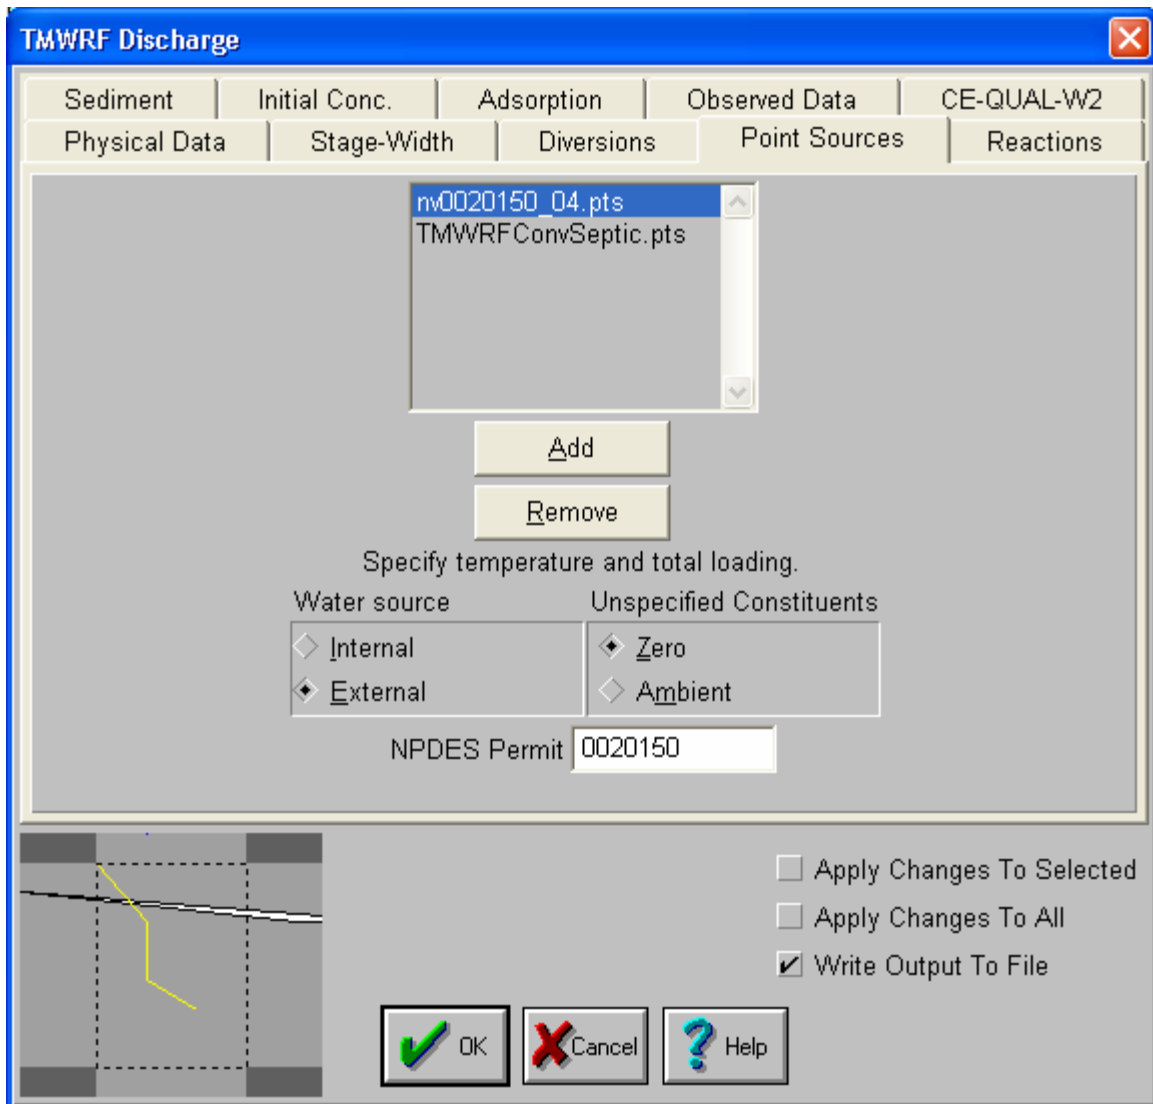 TMWRF Discharge
Sediment Initial Conc. Adsorption Observed Data CE-QUAL-W2
Physical Data Stage-Width Diversions Point Sources Reactions
nv0020150_04.pts
TMWRFConvSeptic.pts
Add
Remove
Specify temperature and total loading.
Water source Unspecified Constituents
Internal Zero
External Ambient
NPDES Permit 0020150
Apply Changes To Selected
Apply Changes To All
Write Output To File
OK Cancel Help